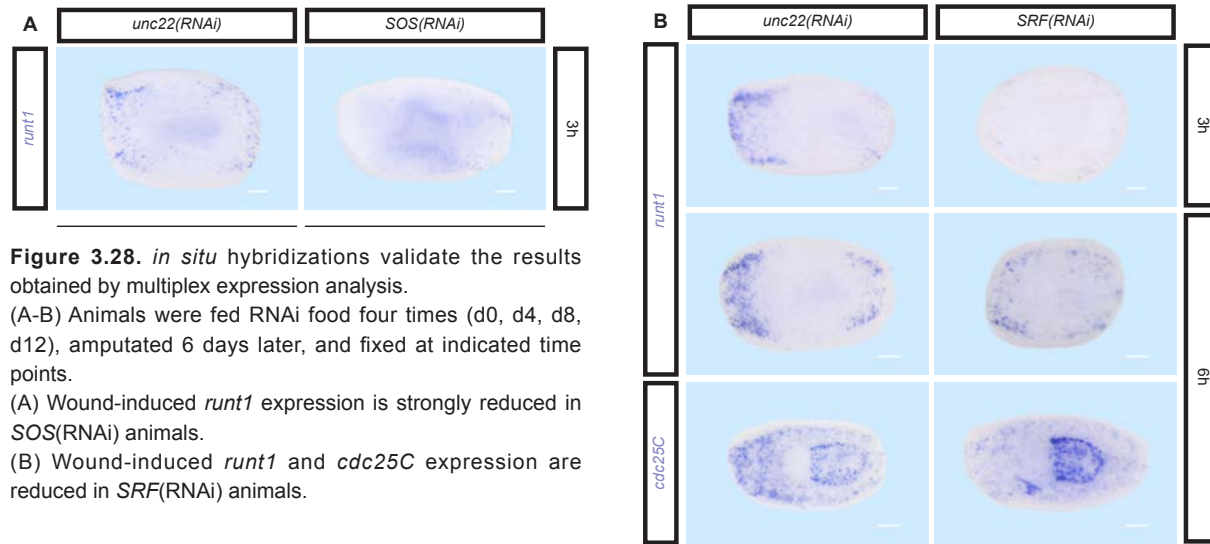 A
unc22(RNAi)
SOS(RNAi)
runt1
3h
Figure 3.28. in situ hybridizations validate the results
obtained by multiplex expression analysis.
(A-B) Animals were fed RNAi food four times (d0, d4, d8,
d12), amputated 6 days later, and fixed at indicated time
points.
(A) Wound-induced runt1 expression is strongly reduced in
SOS(RNAi) animals.
(B) Wound-induced runt1 and cdc25C expression are
reduced in SRF(RNAi) animals.
B
unc22(RNAi)
SRF(RNAi)
runt1
3h
6h
cdc25C